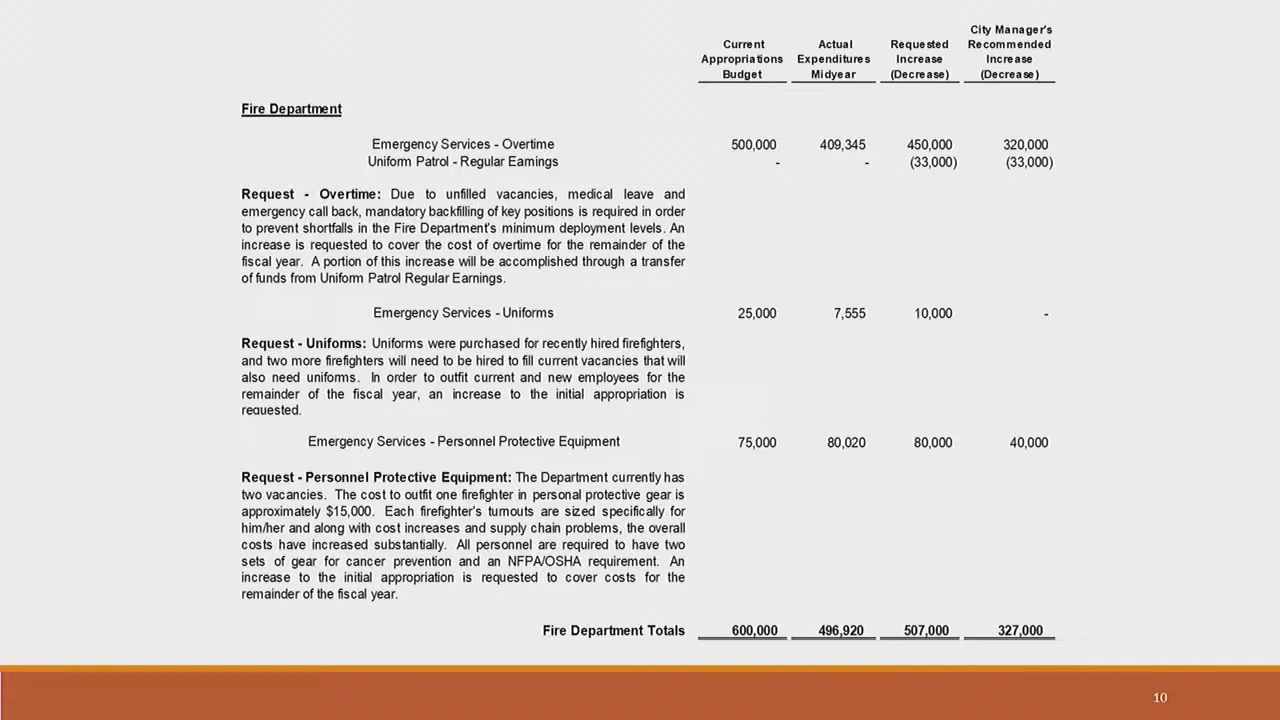 City Manager's
Current Actual Requested Recommended
Appropriations Expenditures Increase Increase
Budget Midyear (Decrease) (Decrease)
Fire Department
Emergency Services - Overtime 500,000 409,345 450,000 320,000
Uniform Patrol - Regular Earnings - - (33,000) (33,000)
Request - Overtime: Due to unfilled vacancies, medical leave and
emergency call back, mandatory backfilling of key positions is required in order
to prevent shortfalls in the Fire Department's minimum deployment levels. An
increase is requested to cover the cost of overtime for the remainder of the
fiscal year. A portion of this increase will be accomplished through a transfer
of funds from Uniform Patrol Regular Earnings.
Emergency Services - Uniforms 25,000 7,555 10,000 -
Request - Uniforms: Uniforms were purchased for recently hired firefighters,
and two more firefighters will need to be hired to fill current vacancies that will
also need uniforms. In order to outfit current and new employees for the
remainder of the fiscal year, an increase to the initial appropriation is
requested.
Emergency Services - Personnel Protective Equipment 75,000 80,020 80,000 40,000
Request - Personnel Protective Equipment: The Department currently has
two vacancies. The cost to outfit one firefighter in personal protective gear is
approximately $15,000. Each firefighter's turnouts are sized specifically for
him/her and along with cost increases and supply chain problems, the overall
costs have increased substantially. All personnel are required to have two
sets of gear for cancer prevention and an NFPA/OSHA requirement. An
increase to the initial appropriation is requested to cover costs for the
remainder of the fiscal year.
Fire Department Totals 600,000 496,920 507,000 327,000
10